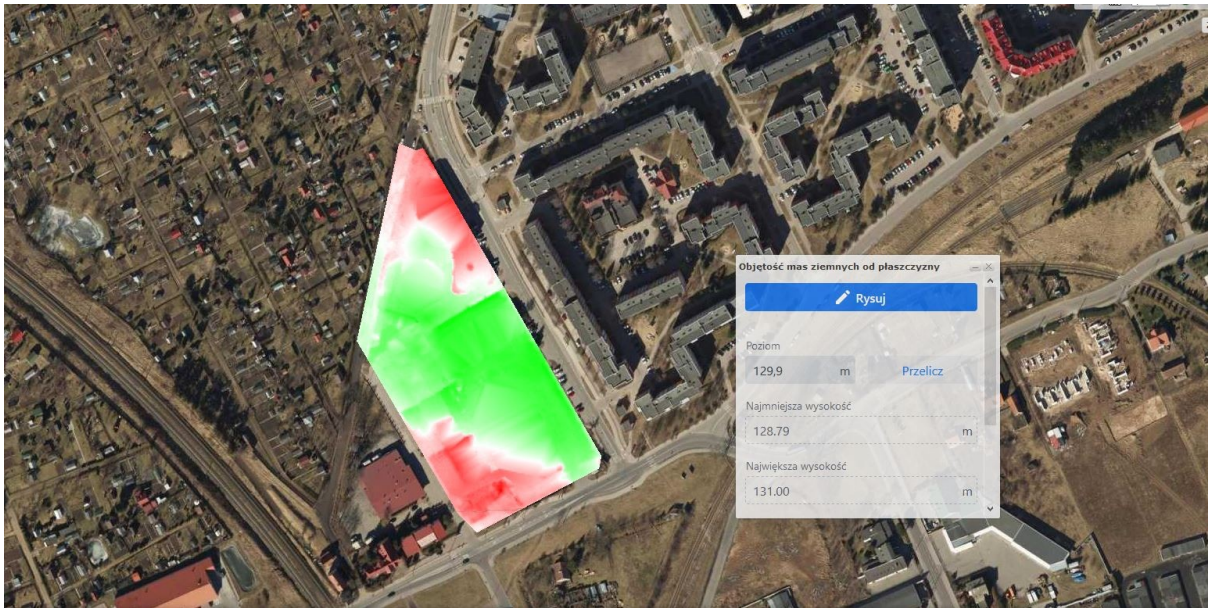 Objętość mas ziemnych od płaszczyzny
Rysuj
Poziom
129,9 m Przelicz
Najmniejsza wysokość
128.79 m
Największa wysokość
131.00 m